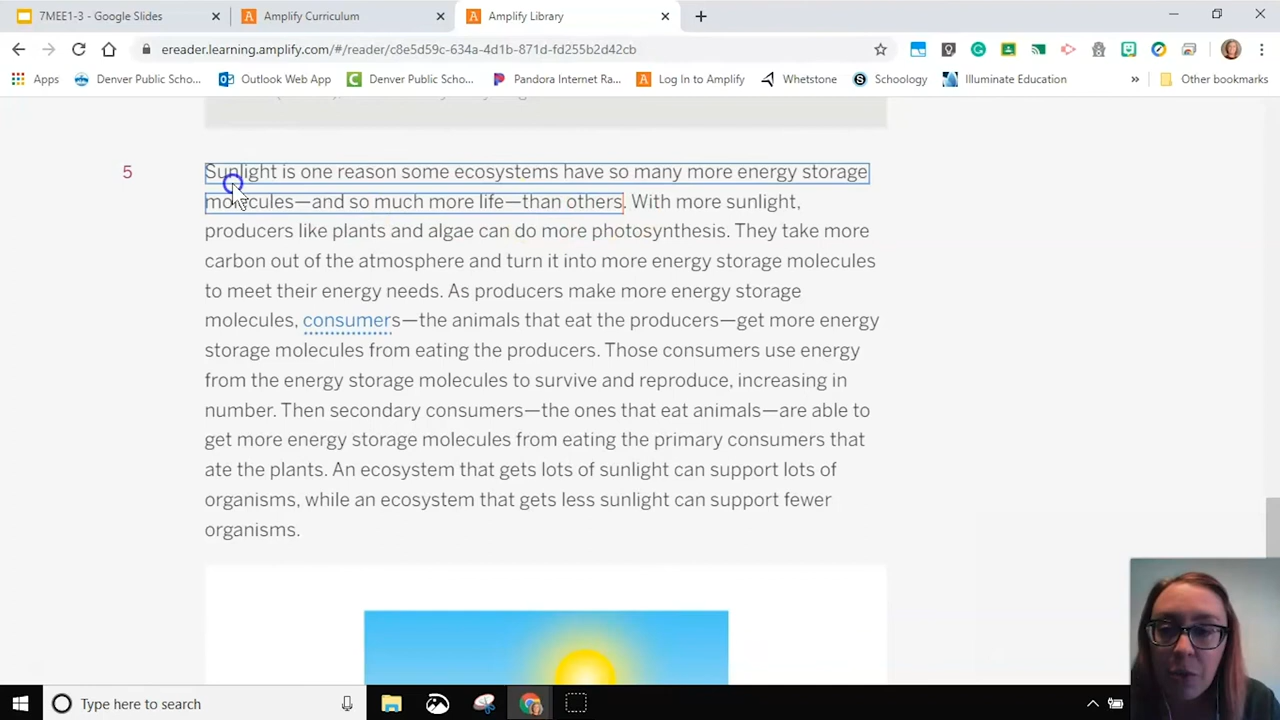 7MEE1-3 - Google Slides
Amplify Curriculum
Amplify Library
ereader.learning.amplify.com/#/reader/c8e5d59c-634a-4d1b-871d-fd255b2d42cb
Apps
Denver Public Scho...
Outlook Web App
Denver Public Scho...
Pandora Internet Ra...
Log In to Amplify
Whetstone
Schoology
Illuminate Education
Other bookmarks
5
Sunlight is one reason some ecosystems have so many more energy storage
molecules—and so much more life—than others. With more sunlight,
producers like plants and algae can do more photosynthesis. They take more
carbon out of the atmosphere and turn it into more energy storage molecules
to meet their energy needs. As producers make more energy storage
molecules, consumers—the animals that eat the producers—get more energy
storage molecules from eating the producers. Those consumers use energy
from the energy storage molecules to survive and reproduce, increasing in
number. Then secondary consumers—the ones that eat animals—are able to
get more energy storage molecules from eating the primary consumers that
ate the plants. An ecosystem that gets lots of sunlight can support lots of
organisms, while an ecosystem that gets less sunlight can support fewer
organisms.
Type here to search